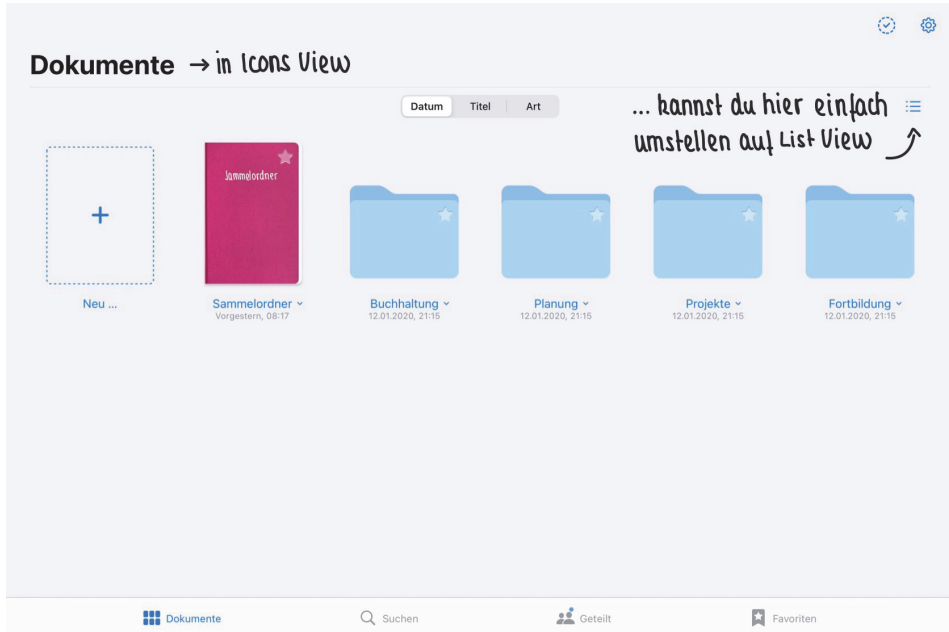 Dokumente → in Icons View
Datum Titel Art
... kannst du hier einfach
umstellen auf List View
Sammelordner
Neu ...
Sammelordner
Vorgestern, 08:17
Buchhaltung
12.01.2020, 21:15
Planung
12.01.2020, 21:15
Projekte
12.01.2020, 21:15
Fortbildung
12.01.2020, 21:15
Dokumente
Suchen
Geteilt
Favoriten